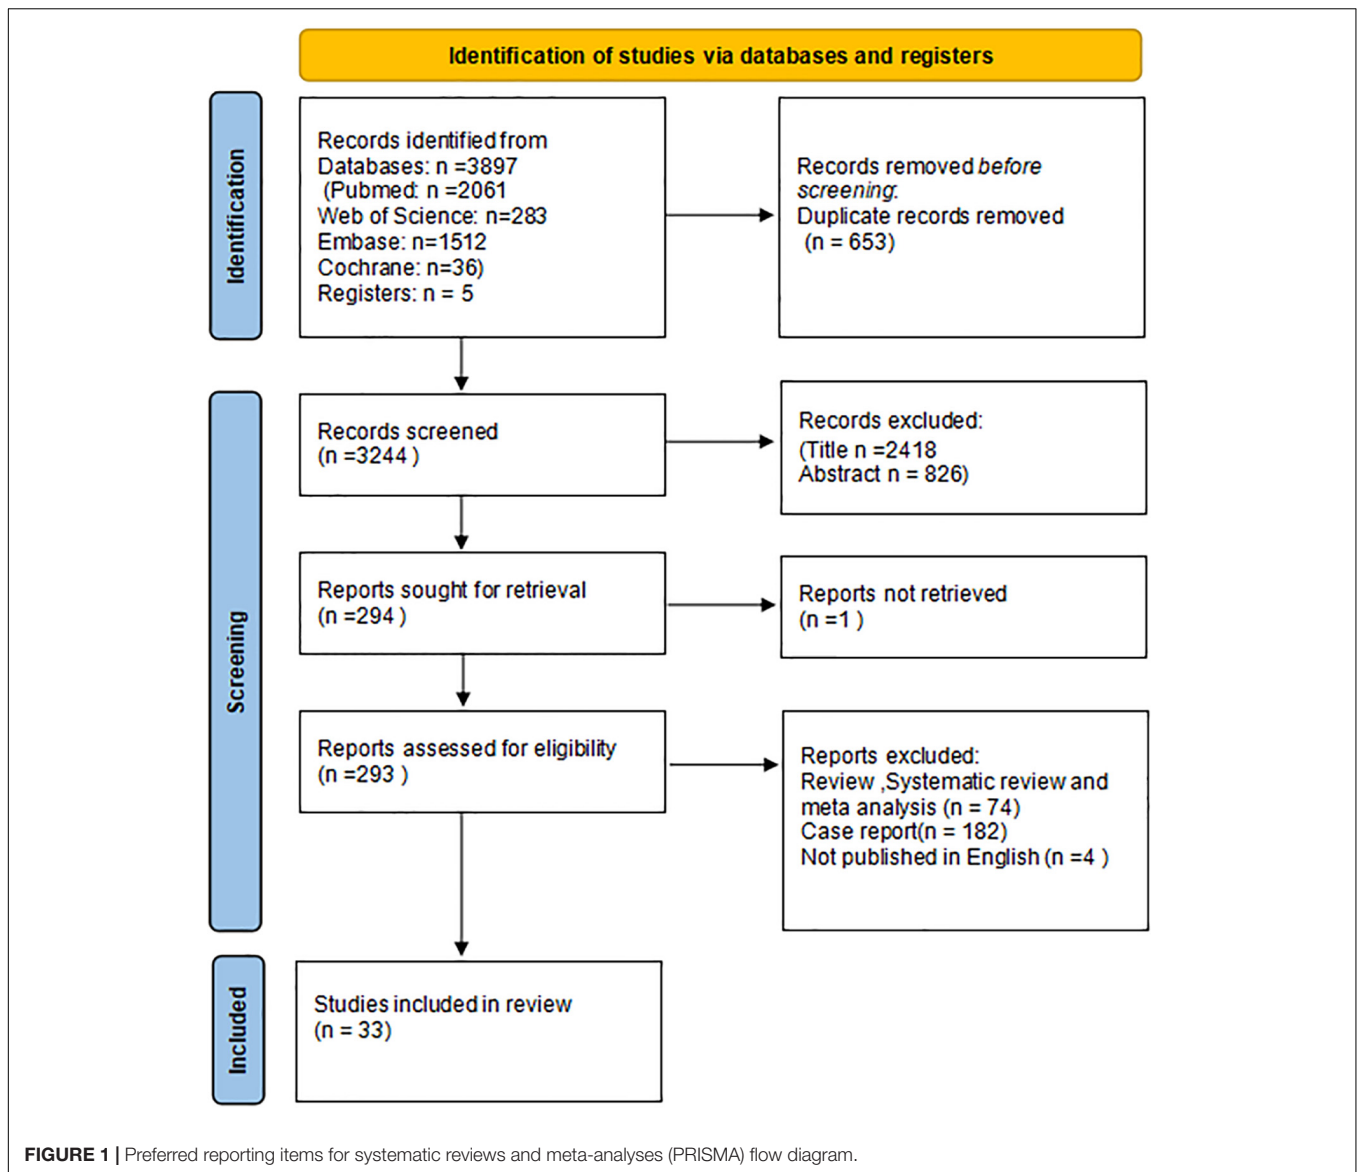 Identification of studies via databases and registers
Identification
Records identified from
Databases: n =3897
(Pubmed: n =2061
Web of Science: n=283
Embase: n=1512
Cochrane: n=36)
Registers: n = 5
Records removed before
screening:
Duplicate records removed
(n = 653)
Screening
Records screened
(n =3244 )
Records excluded:
(Title n =2418
Abstract n = 826)
Reports sought for retrieval
(n =294 )
Reports not retrieved
(n =1 )
Reports assessed for eligibility
(n =293 )
Reports excluded:
Review ,Systematic review and
meta analysis (n = 74)
Case report(n = 182)
Not published in English (n =4 )
Included
Studies included in review
(n = 33)
FIGURE 1 | Preferred reporting items for systematic reviews and meta-analyses (PRISMA) flow diagram.